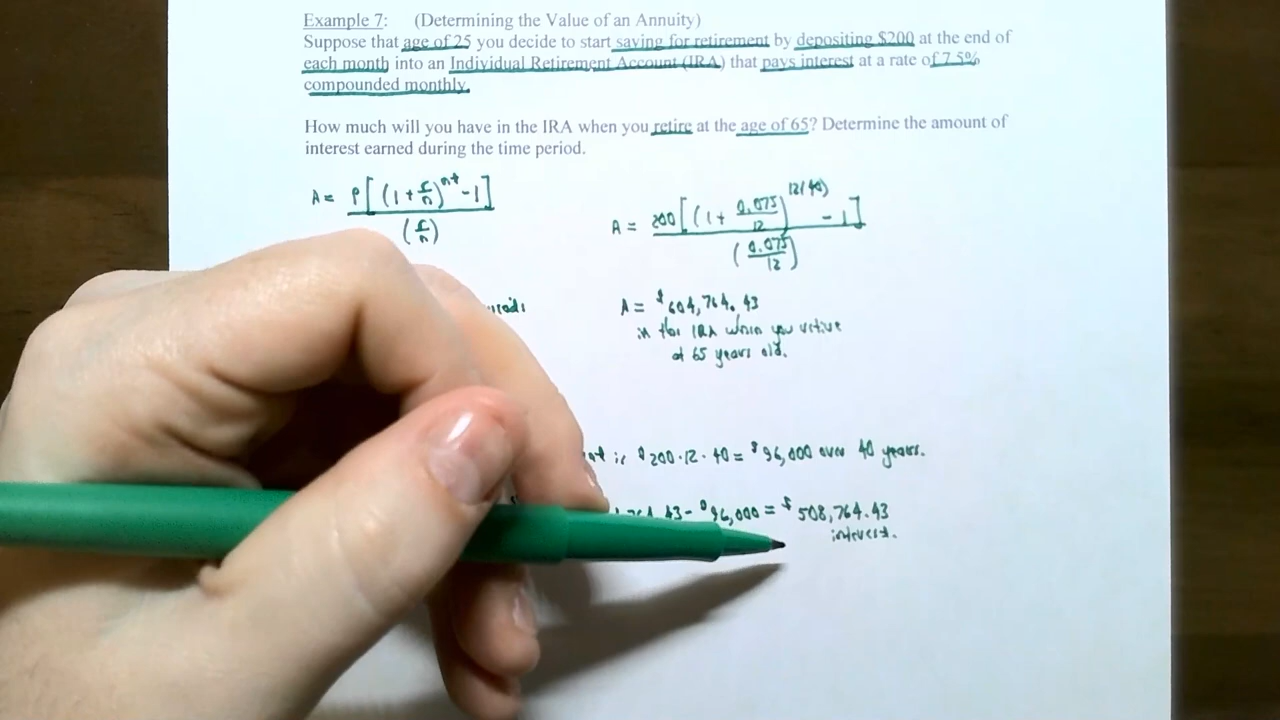 Example 7: (Determining the Value of an Annuity)
Suppose that age of 25 you decide to start saving for retirement by depositing $200 at the end of
each month into an Individual Retirement Account (IRA) that pays interest at a rate of 7.5%
compounded monthly.
How much will you have in the IRA when you retire at the age of 65? Determine the amount of
interest earned during the time period.
A = P[(1 + r/n)^nt - 1] / (r/n)
A = 200[(1 + 0.075/12)^12(40) - 1] / (0.075/12)
A = $604,764.43
in the IRA when you retire
at 65 years old.
is $200·12·40 = $96,000 over 40 years.
43 - $96,000 = $508,764.43
interest.